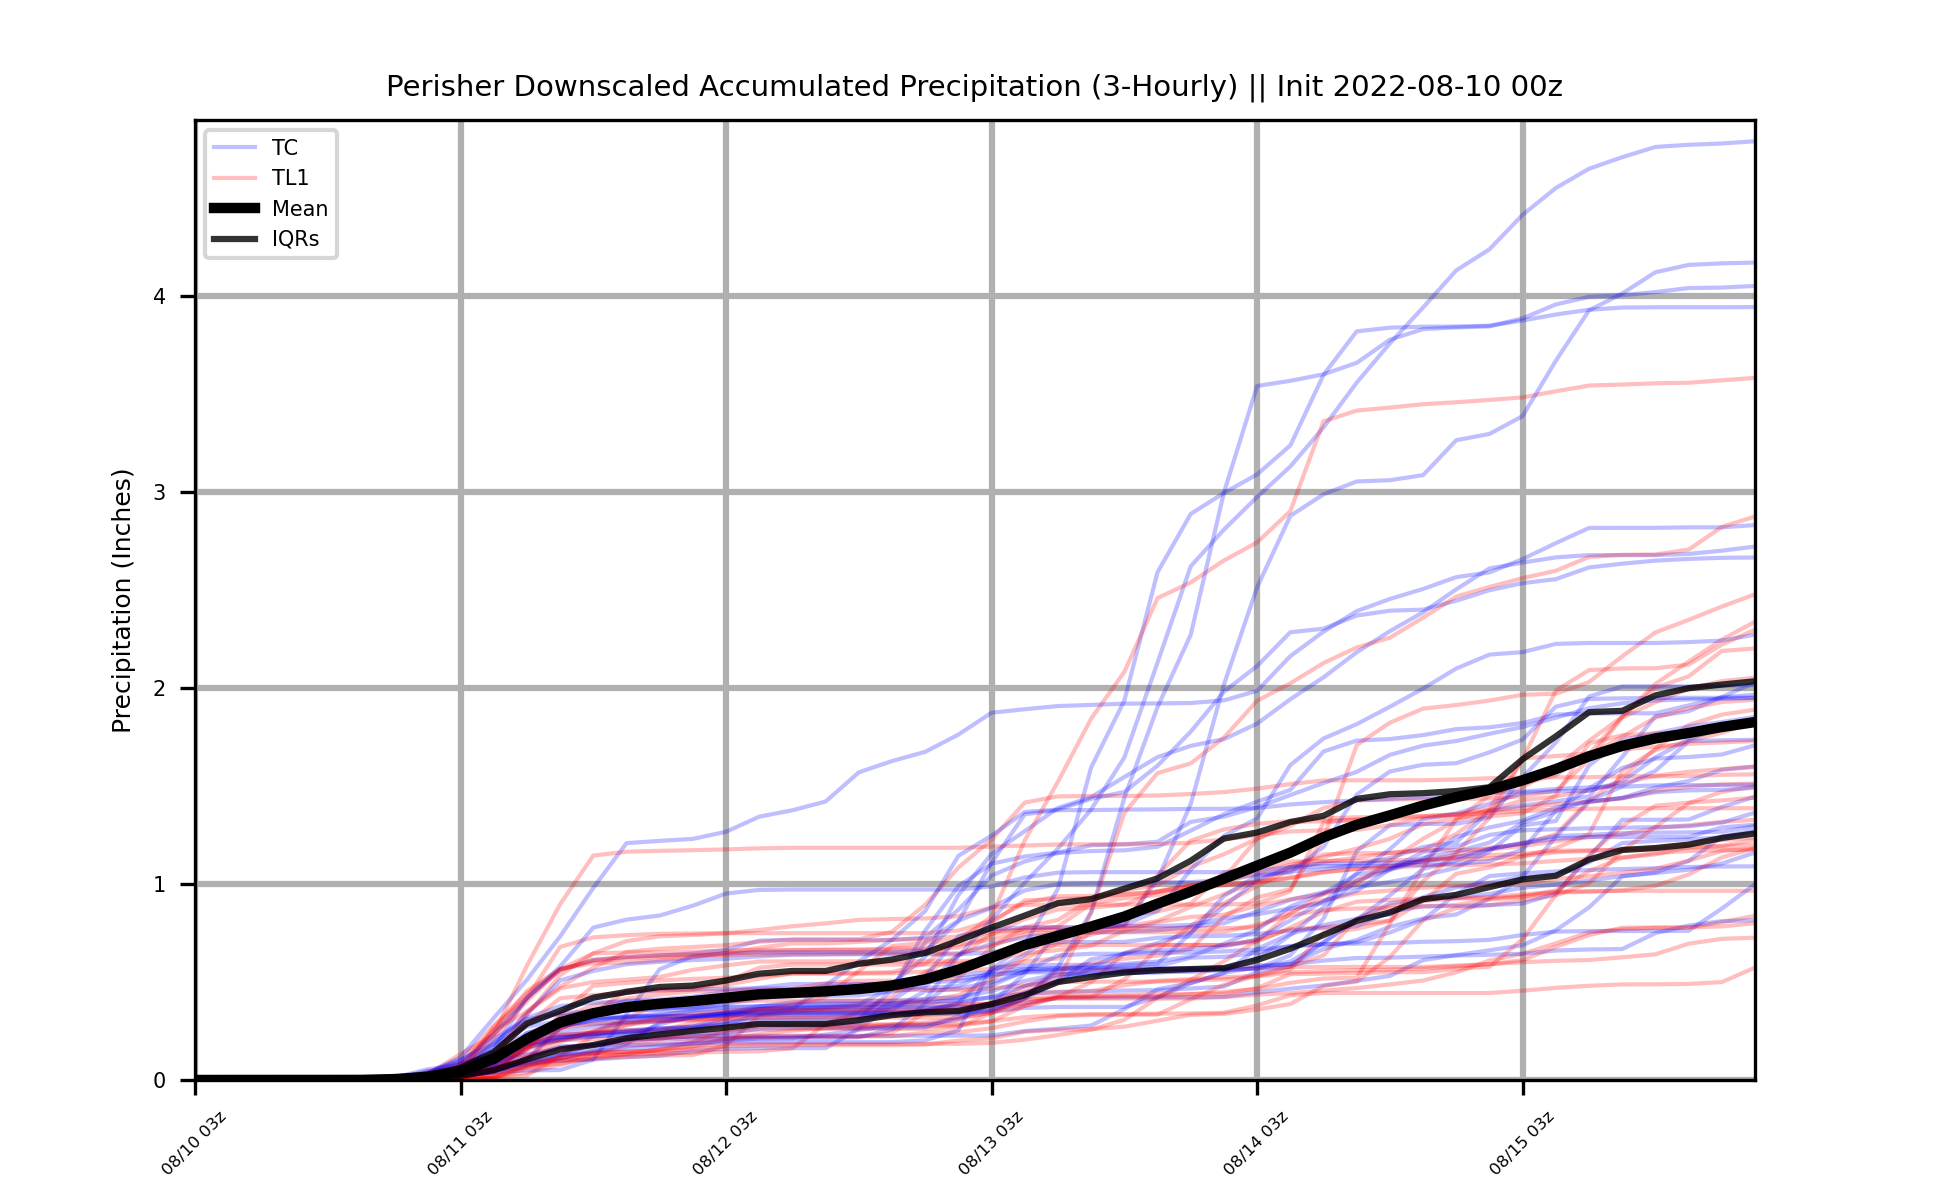 Perisher Downscaled Accumulated Precipitation (3-Hourly) || Init 2022-08-10 00z
TC
TL1
Mean
IQRs
Precipitation (Inches)
4
3
2
1
0
08/10 03z
08/11 03z
08/12 03z
08/13 03z
08/14 03z
08/15 03z